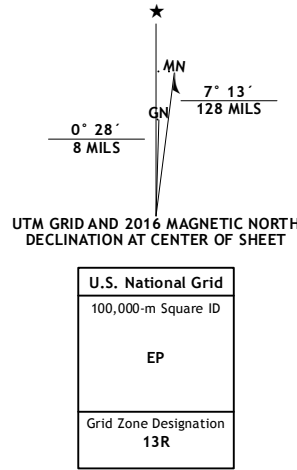 ★
MN
GN
7° 13´
128 MILS
0° 28´
8 MILS
UTM GRID AND 2016 MAGNETIC NORTH
DECLINATION AT CENTER OF SHEET
U.S. National Grid
100,000-m Square ID
EP
Grid Zone Designation
13R